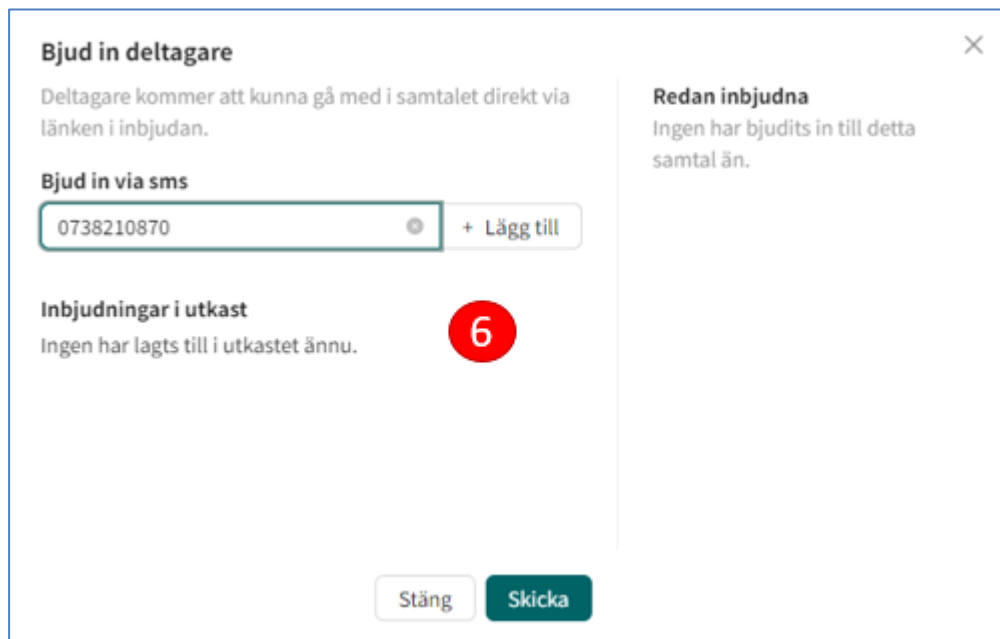 Bjud in deltagare
Deltagare kommer att kunna gå med i samtalet direkt via
länken i inbjudan.
Bjud in via sms
0738210870
+ Lägg till
Inbjudningar i utkast
Ingen har lagts till i utkastet ännu.
6
Redan inbjudna
Ingen har bjudits in till detta
samtal än.
Stäng
Skicka